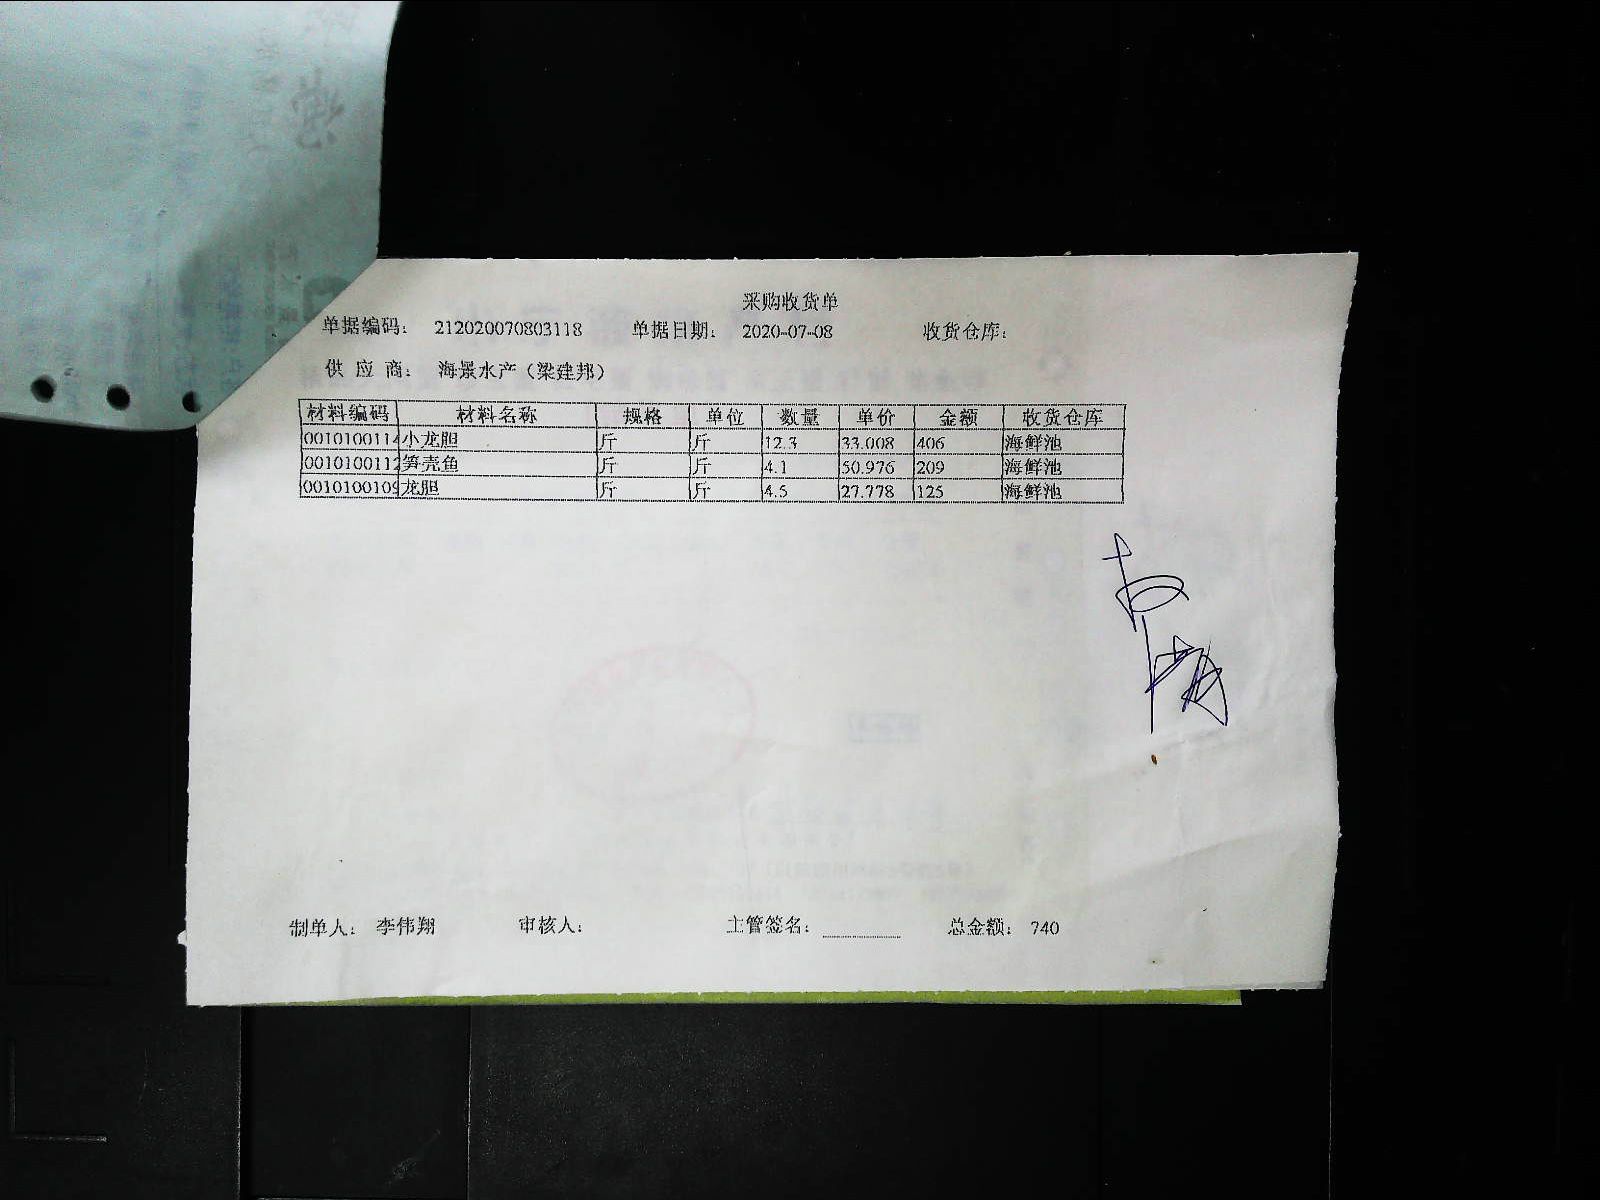 采购收货单
单据编码： 212020070803118 单据日期： 2020-07-08 收货仓库：
供 应 商： 海景水产（梁建邦）
材料编码 材料名称 规格 单位 数量 单价 金额 收货仓库
0010100114 小龙胆 斤 斤 12.3 33.008 406 海鲜池
0010100112 笋壳鱼 斤 斤 4.1 50.976 209 海鲜池
0010100109 龙胆 斤 斤 4.5 27.778 125 海鲜池
制单人： 李伟翔 审核人： 主管签名： 总金额： 740